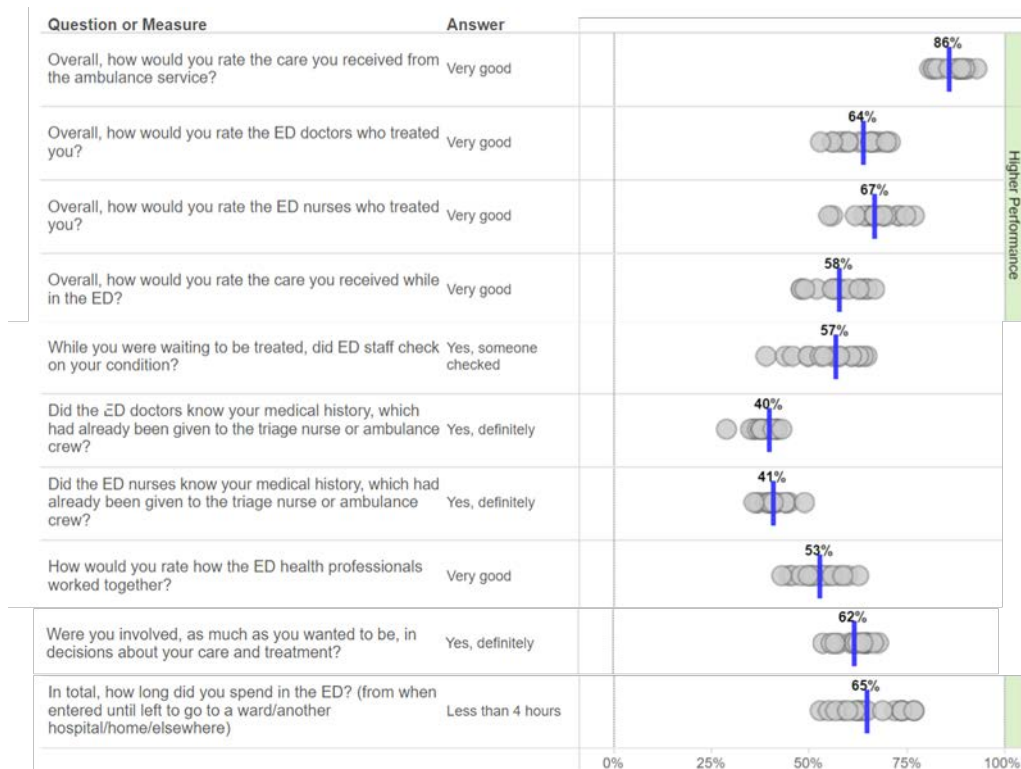 Question or Measure Answer
86%
Overall, how would you rate the care you received from
the ambulance service?
Very good
64%
Overall, how would you rate the ED doctors who treated
you?
Very good
67%
Overall, how would you rate the ED nurses who treated
you?
Very good
58%
Overall, how would you rate the care you received while
in the ED?
Very good
Higher Performance
57%
While you were waiting to be treated, did ED staff check
on your condition?
Yes, someone
checked
40%
Did the ED doctors know your medical history, which
had already been given to the triage nurse or ambulance
crew?
Yes, definitely
41%
Did the ED nurses know your medical history, which had
already been given to the triage nurse or ambulance
crew?
Yes, definitely
53%
How would you rate how the ED health professionals
worked together?
Very good
62%
Were you involved, as much as you wanted to be, in
decisions about your care and treatment?
Yes, definitely
65%
In total, how long did you spend in the ED? (from when
entered until left to go to a ward/another
hospital/home/elsewhere)
Less than 4 hours
0% 25% 50% 75% 100%